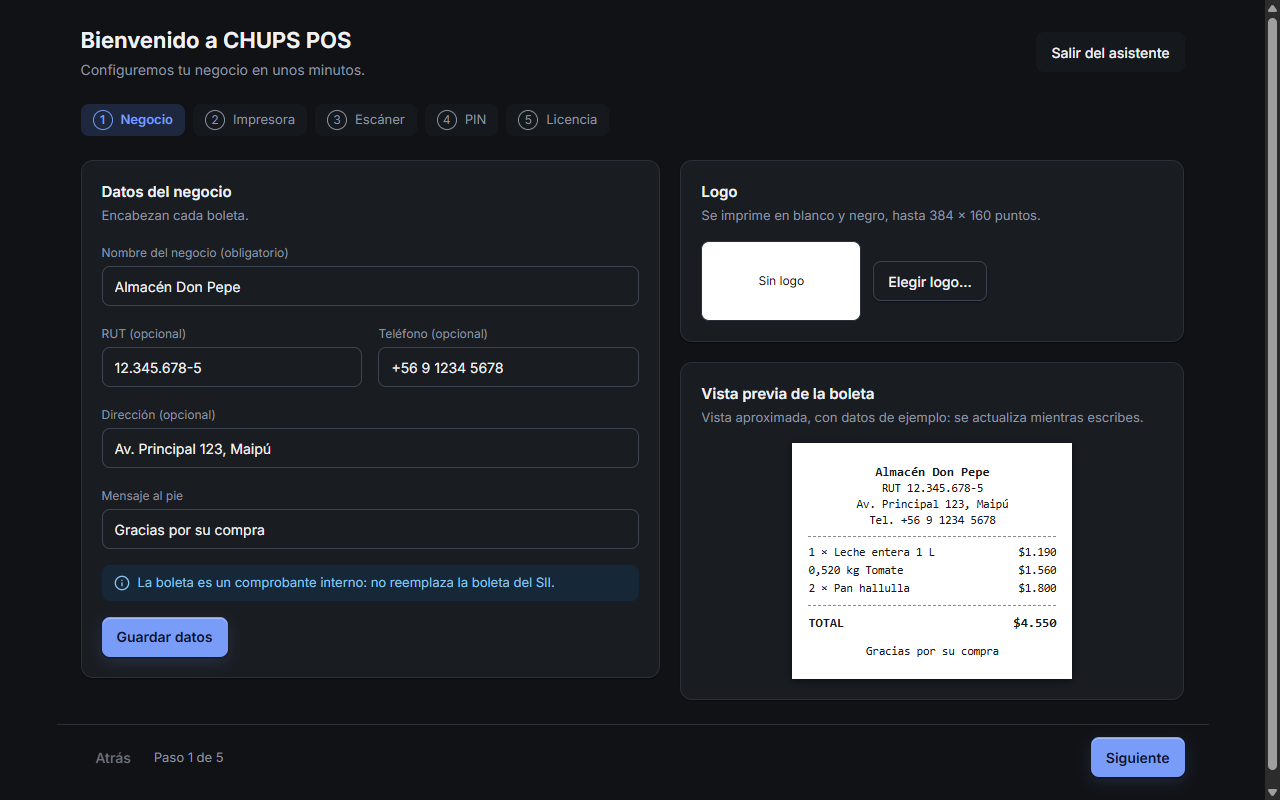 Bienvenido a CHUPS POS
Configuremos tu negocio en unos minutos.
Salir del asistente
1 Negocio
2 Impresora
3 Escáner
4 PIN
5 Licencia
Datos del negocio
Encabezan cada boleta.
Nombre del negocio (obligatorio)
Almacén Don Pepe
RUT (opcional)
12.345.678-5
Teléfono (opcional)
+56 9 1234 5678
Dirección (opcional)
Av. Principal 123, Maipú
Mensaje al pie
Gracias por su compra
La boleta es un comprobante interno: no reemplaza la boleta del SII.
Guardar datos
Logo
Se imprime en blanco y negro, hasta 384 × 160 puntos.
Sin logo
Elegir logo...
Vista previa de la boleta
Vista aproximada, con datos de ejemplo: se actualiza mientras escribes.
Almacén Don Pepe
RUT 12.345.678-5
Av. Principal 123, Maipú
Tel. +56 9 1234 5678
1 × Leche entera 1 L $1.190
0,520 kg Tomate $1.560
2 × Pan hallulla $1.800
TOTAL $4.550
Gracias por su compra
Atrás
Paso 1 de 5
Siguiente